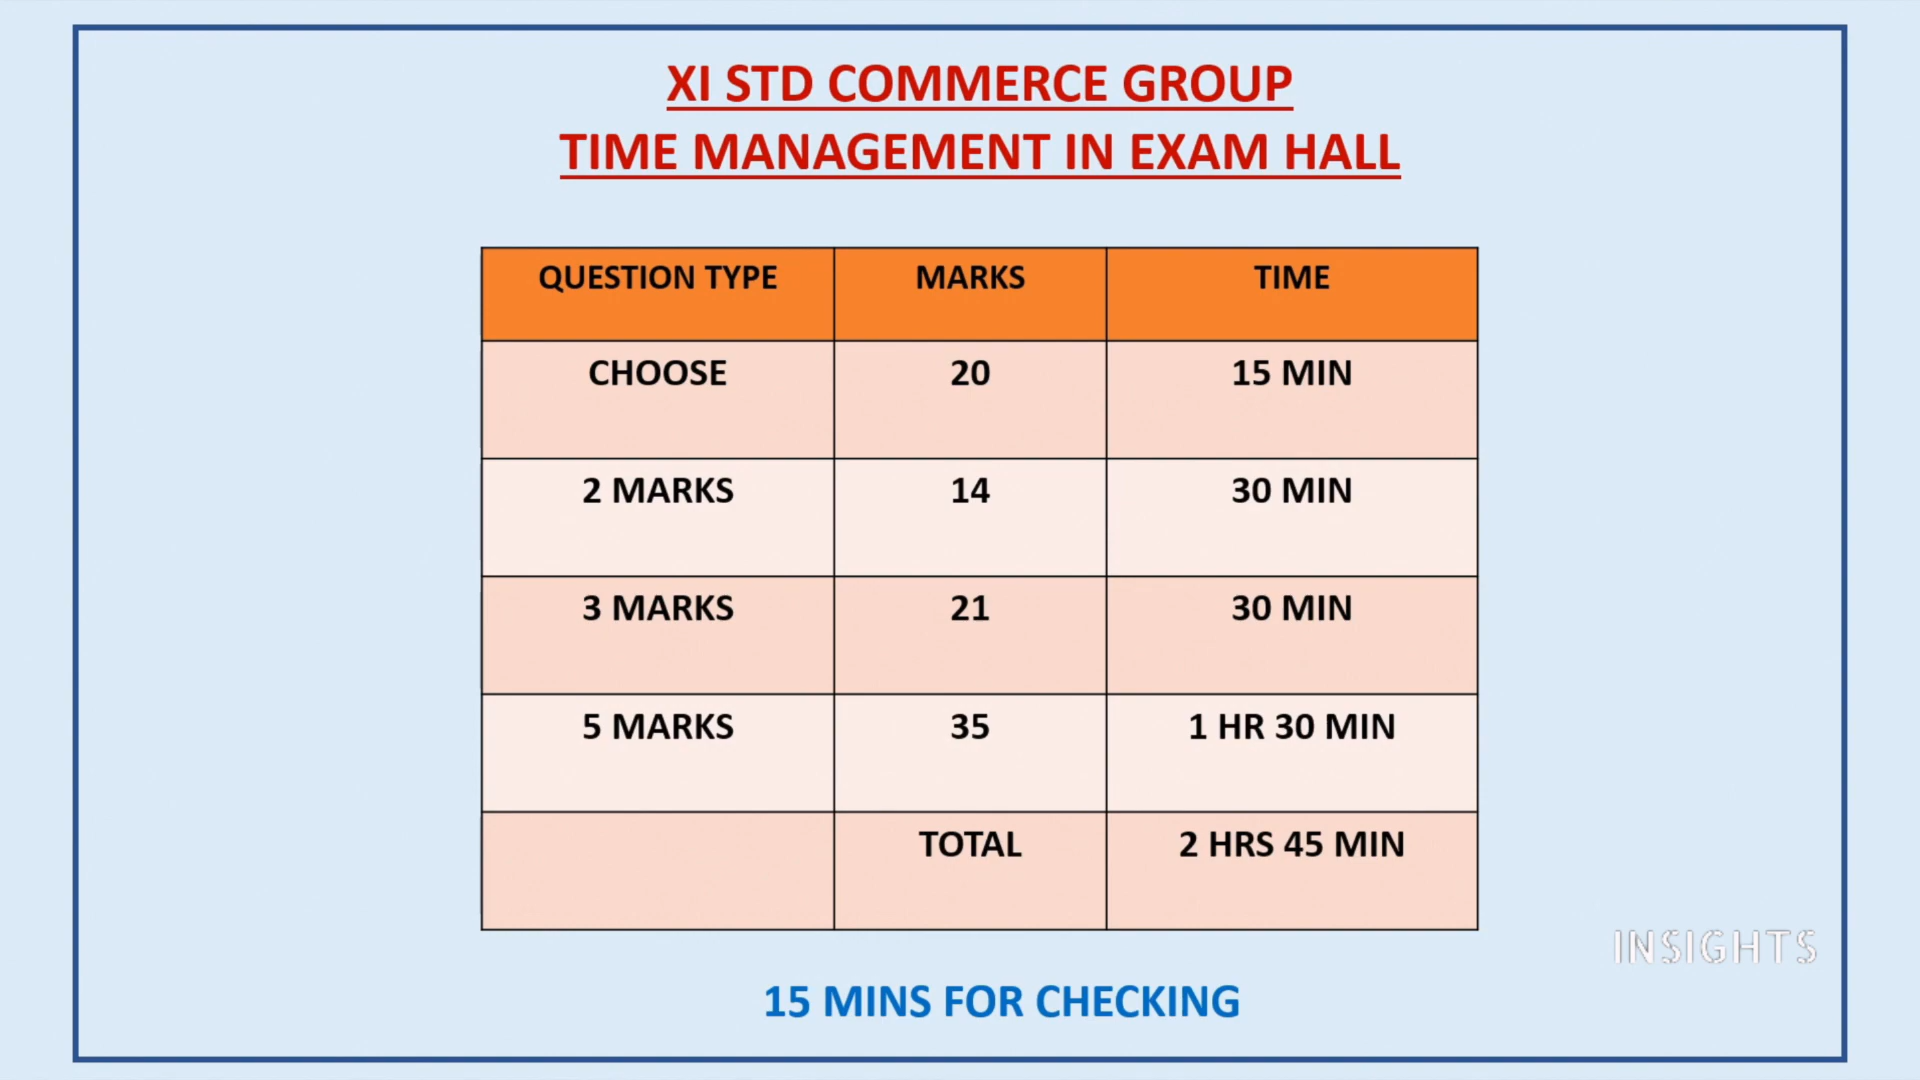 XI STD COMMERCE GROUP
TIME MANAGEMENT IN EXAM HALL
QUESTION TYPE MARKS TIME
CHOOSE 20 15 MIN
2 MARKS 14 30 MIN
3 MARKS 21 30 MIN
5 MARKS 35 1 HR 30 MIN
TOTAL 2 HRS 45 MIN
INSIGHTS
15 MINS FOR CHECKING